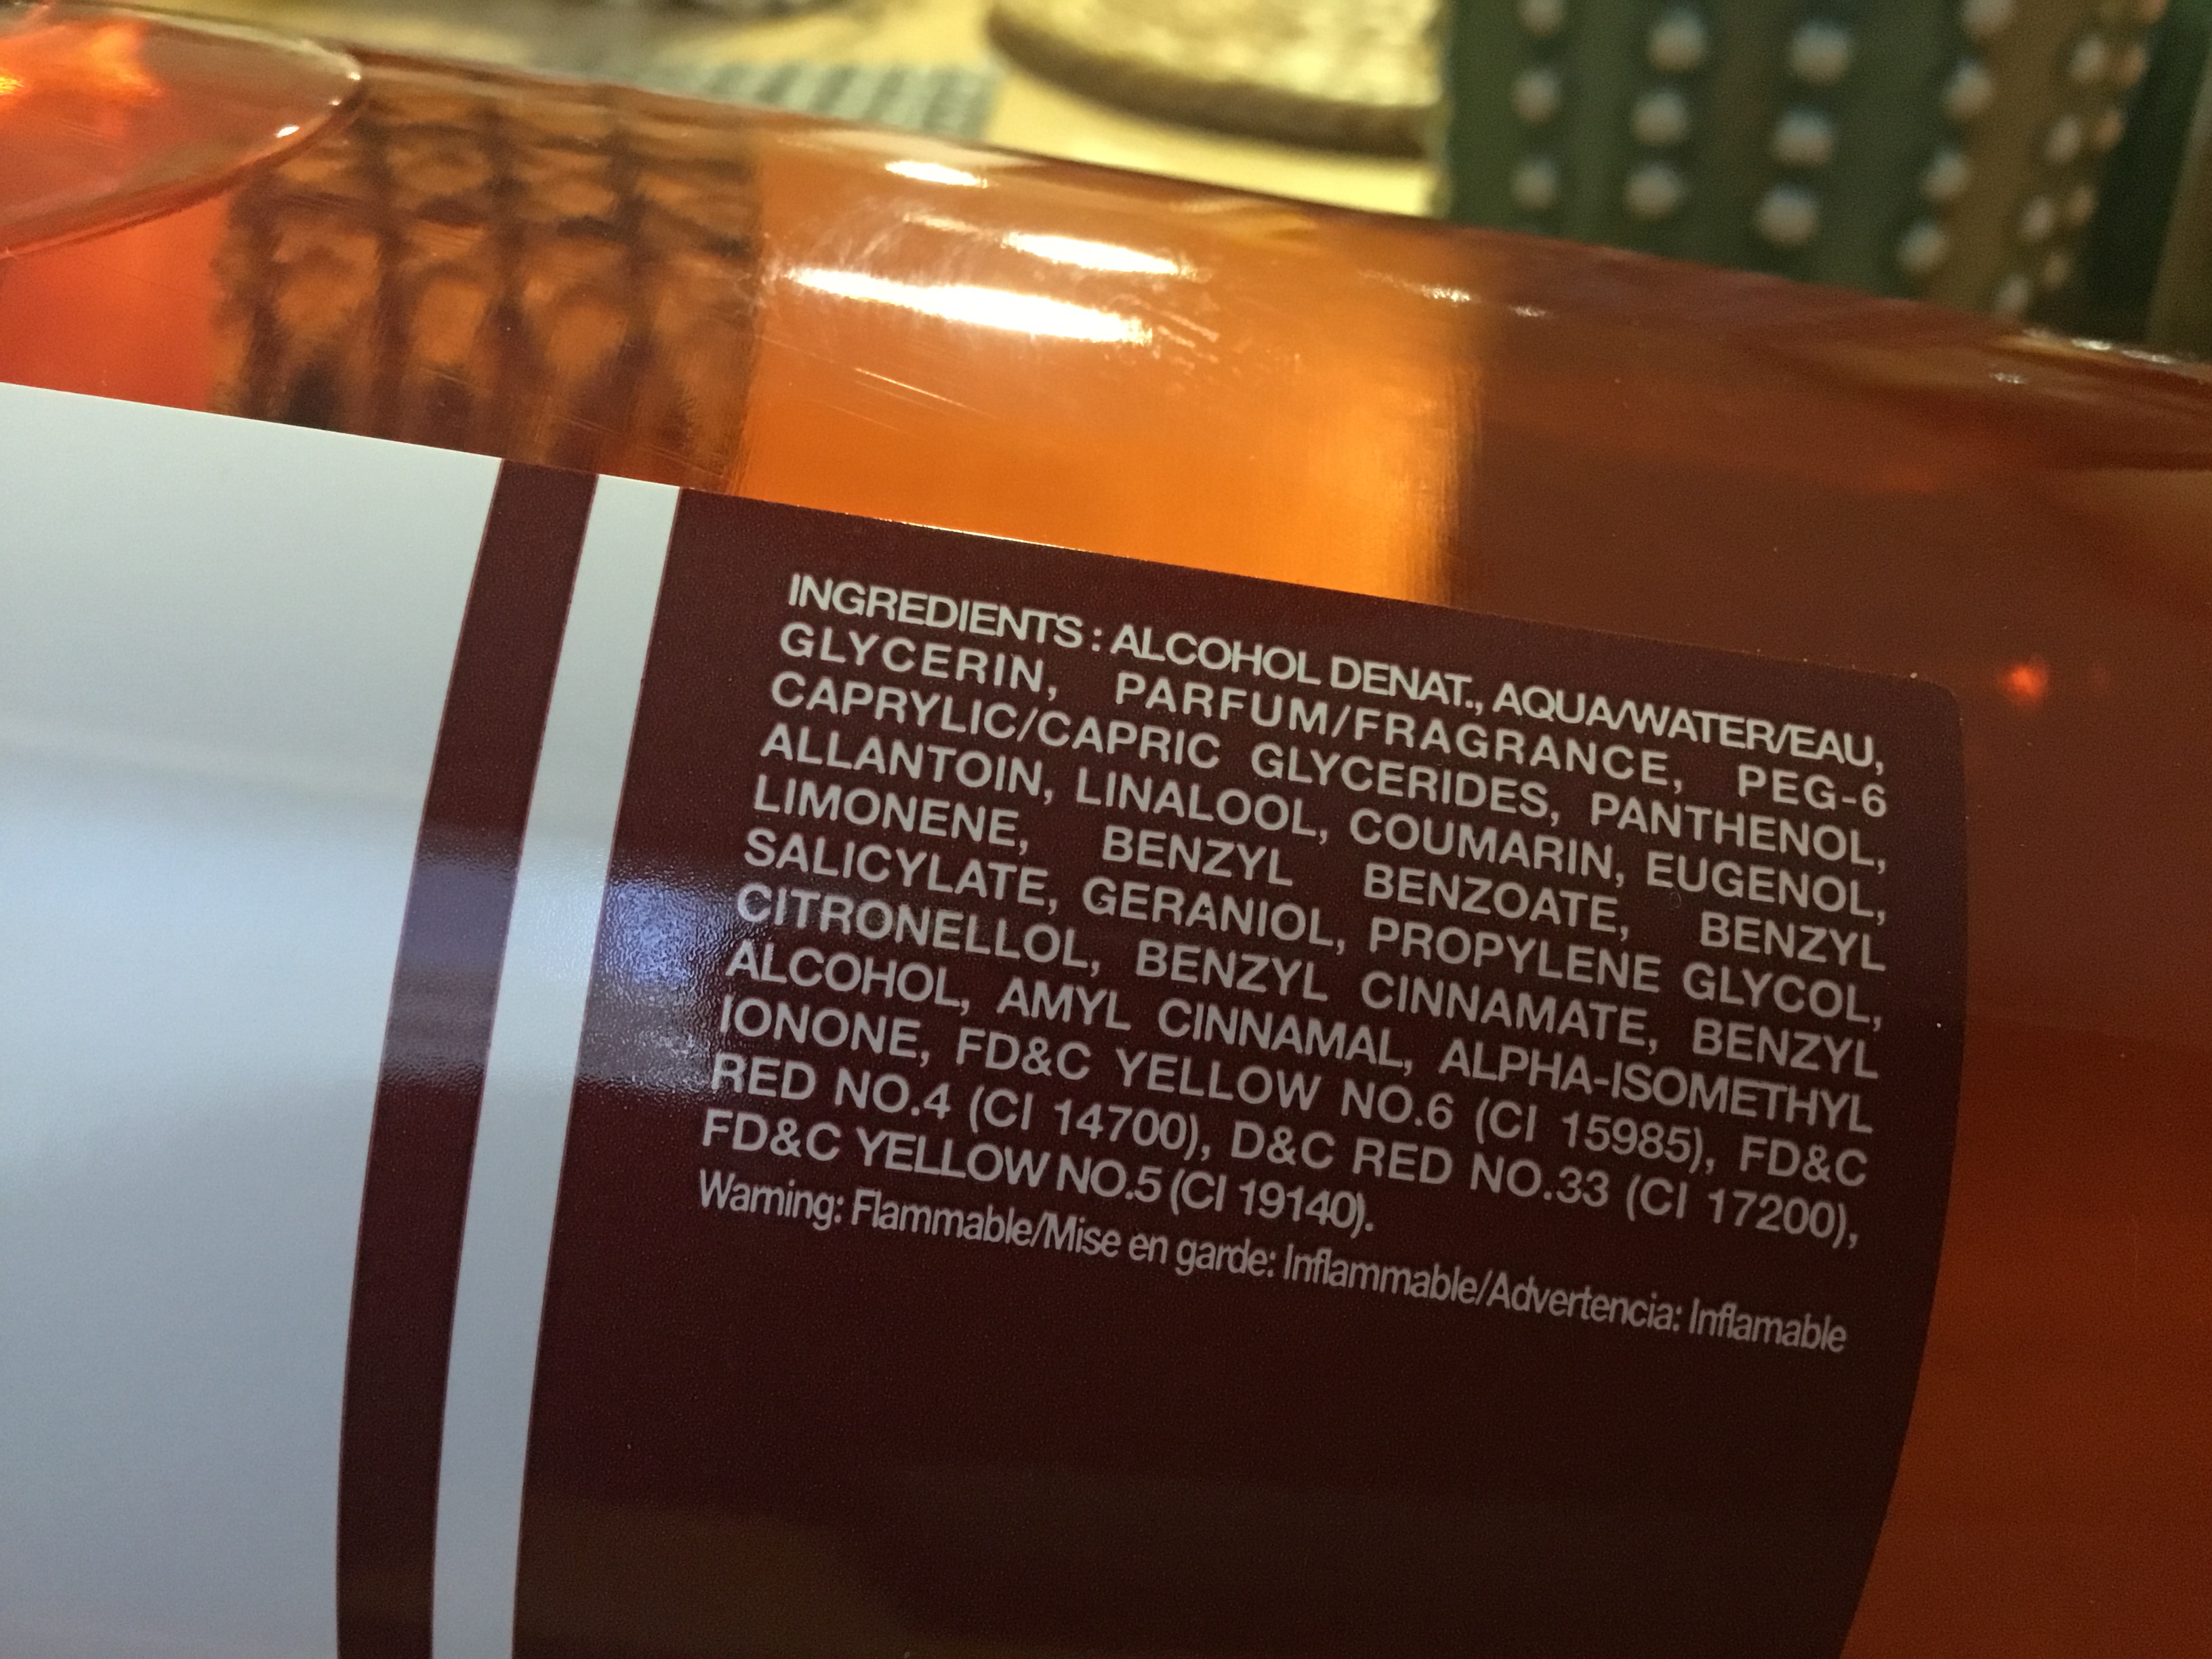 INGREDIENTS : ALCOHOL DENAT., AQUA/WATER/EAU,
GLYCERIN, PARFUM/FRAGRANCE, PEG-6
CAPRYLIC/CAPRIC GLYCERIDES, PANTHENOL,
ALLANTOIN, LINALOOL, COUMARIN, EUGENOL,
LIMONENE, BENZYL BENZOATE, BENZYL
SALICYLATE, GERANIOL, PROPYLENE GLYCOL,
CITRONELLOL, BENZYL CINNAMATE, BENZYL
ALCOHOL, AMYL CINNAMAL, ALPHA-ISOMETHYL
IONONE, FD&C YELLOW NO.6 (CI 15985), FD&C
RED NO.4 (CI 14700), D&C RED NO.33 (CI 17200),
FD&C YELLOW NO.5 (CI 19140).
Warning: Flammable/Mise en garde: Inflammable/Advertencia: Inflamable